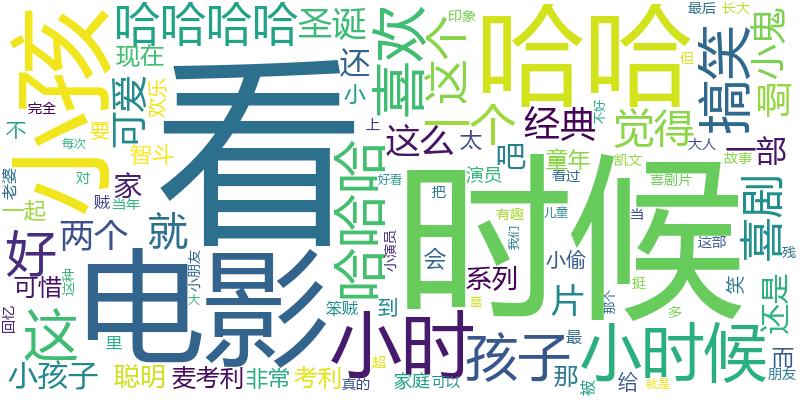 小孩
哈哈哈哈
圣诞
喜欢
这个
印象
哈哈
最后
长大
搞笑
但
小鬼
哥
现在
还
可爱
欢乐
小
看
一个
经典
觉得
不好
完全
不
要
每次
智斗
上
这么
太
吧
童年
大人
一部
老婆
对
家
哈哈哈
好看
演员
看过
凯文
故事
喜剧片
喜剧
一起
贼
当年
两个
就
时候
把
有趣
儿童
当
好
电影
小朋友
小演员
会
我们
小偷
这部
残
可惜
这种
大
系列
蠢
片
那个
挺
笑
还是
回忆
这
里
笨贼
到
小时
孩子
最
小时候
多
而
小孩子
聪明
麦考利
非常
考利
超
真的
家庭
可以
那
被
给
就是
朋友